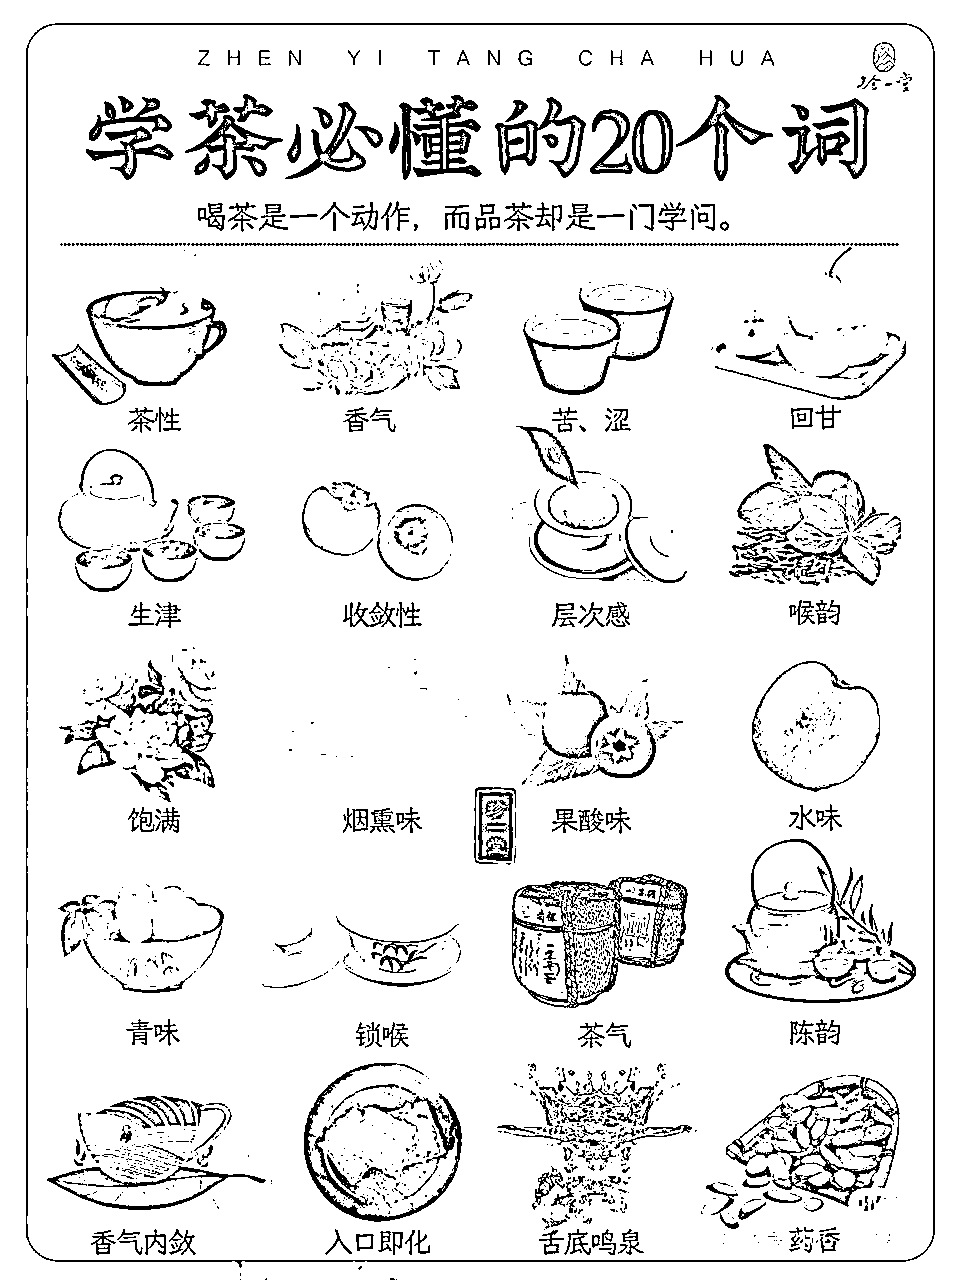 ZHEN YI TANG CHA HUA
珍一堂
学茶必懂的20个词
喝茶是一个动作，而品茶却是一门学问。
茶性 香气 苦、涩 回甘
生津 收敛性 层次感 喉韵
饱满 烟熏味 果酸味 水味
珍一堂
青味 锁喉 茶气 陈韵
香气内敛 入口即化 舌底鸣泉 药香